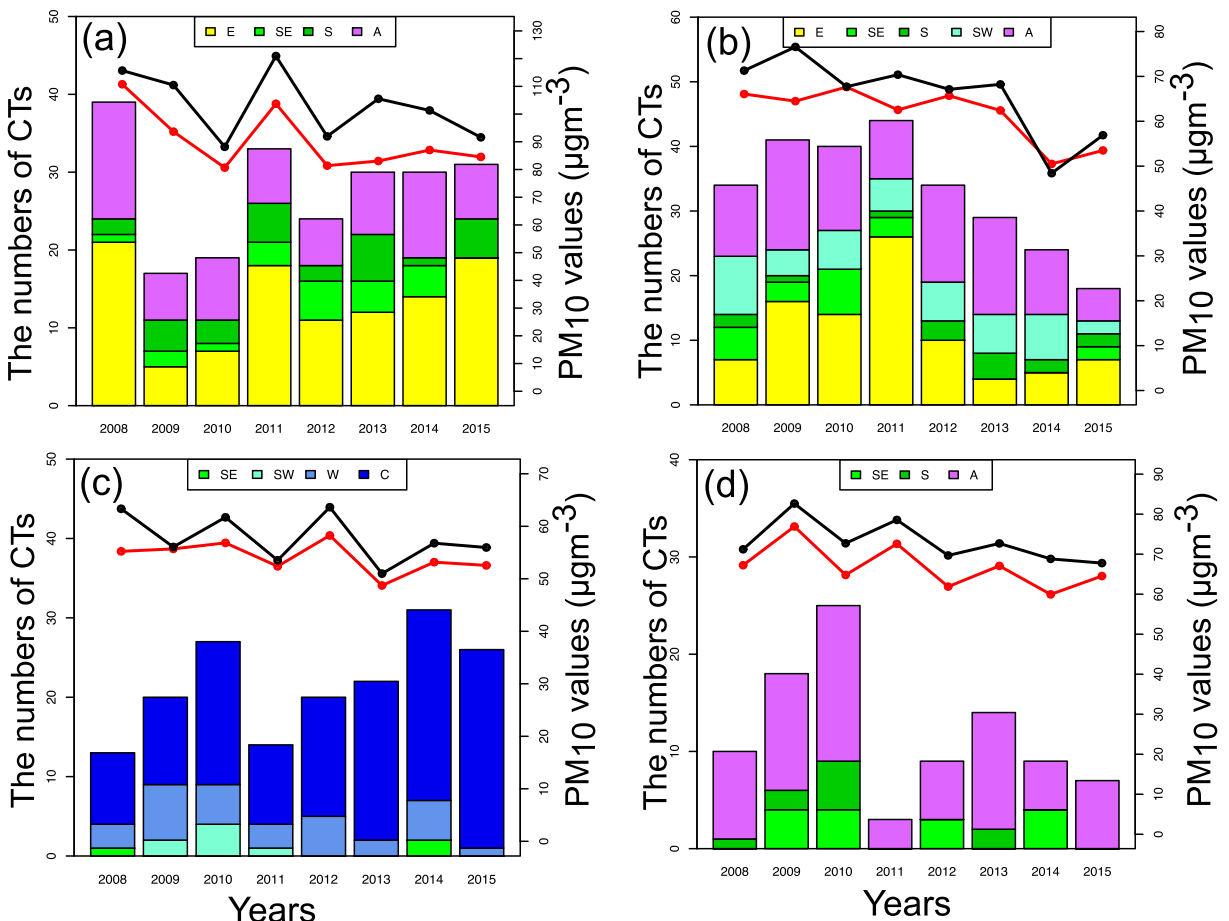 (a)
E SE S A
The numbers of CTs
0 10 20 30 40 50
PM10 values (µgm-3)
0 10 20 30 40 50 60 70 80 90 110 130
2008 2009 2010 2011 2012 2013 2014 2015
(b)
E SE S SW A
The numbers of CTs
0 10 20 30 40 50 60
PM10 values (µgm-3)
0 10 20 30 40 50 60 70 80
2008 2009 2010 2011 2012 2013 2014 2015
(c)
SE SW W C
The numbers of CTs
0 10 20 30 40 50
PM10 values (µgm-3)
0 10 20 30 40 50 60 70
2008 2009 2010 2011 2012 2013 2014 2015
Years
(d)
SE S A
The numbers of CTs
0 10 20 30 40
PM10 values (µgm-3)
0 10 20 30 40 50 60 70 80 90
2008 2009 2010 2011 2012 2013 2014 2015
Years